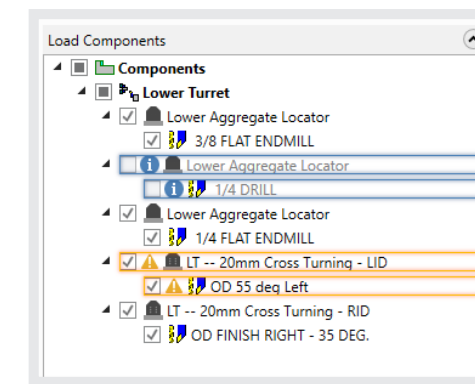 Load Components
Components
Lower Turret
Lower Aggregate Locator
3/8 FLAT ENDMILL
Lower Aggregate Locator
1/4 DRILL
Lower Aggregate Locator
1/4 FLAT ENDMILL
LT -- 20mm Cross Turning - LID
OD 55 deg Left
LT -- 20mm Cross Turning - RID
OD FINISH RIGHT - 35 DEG.